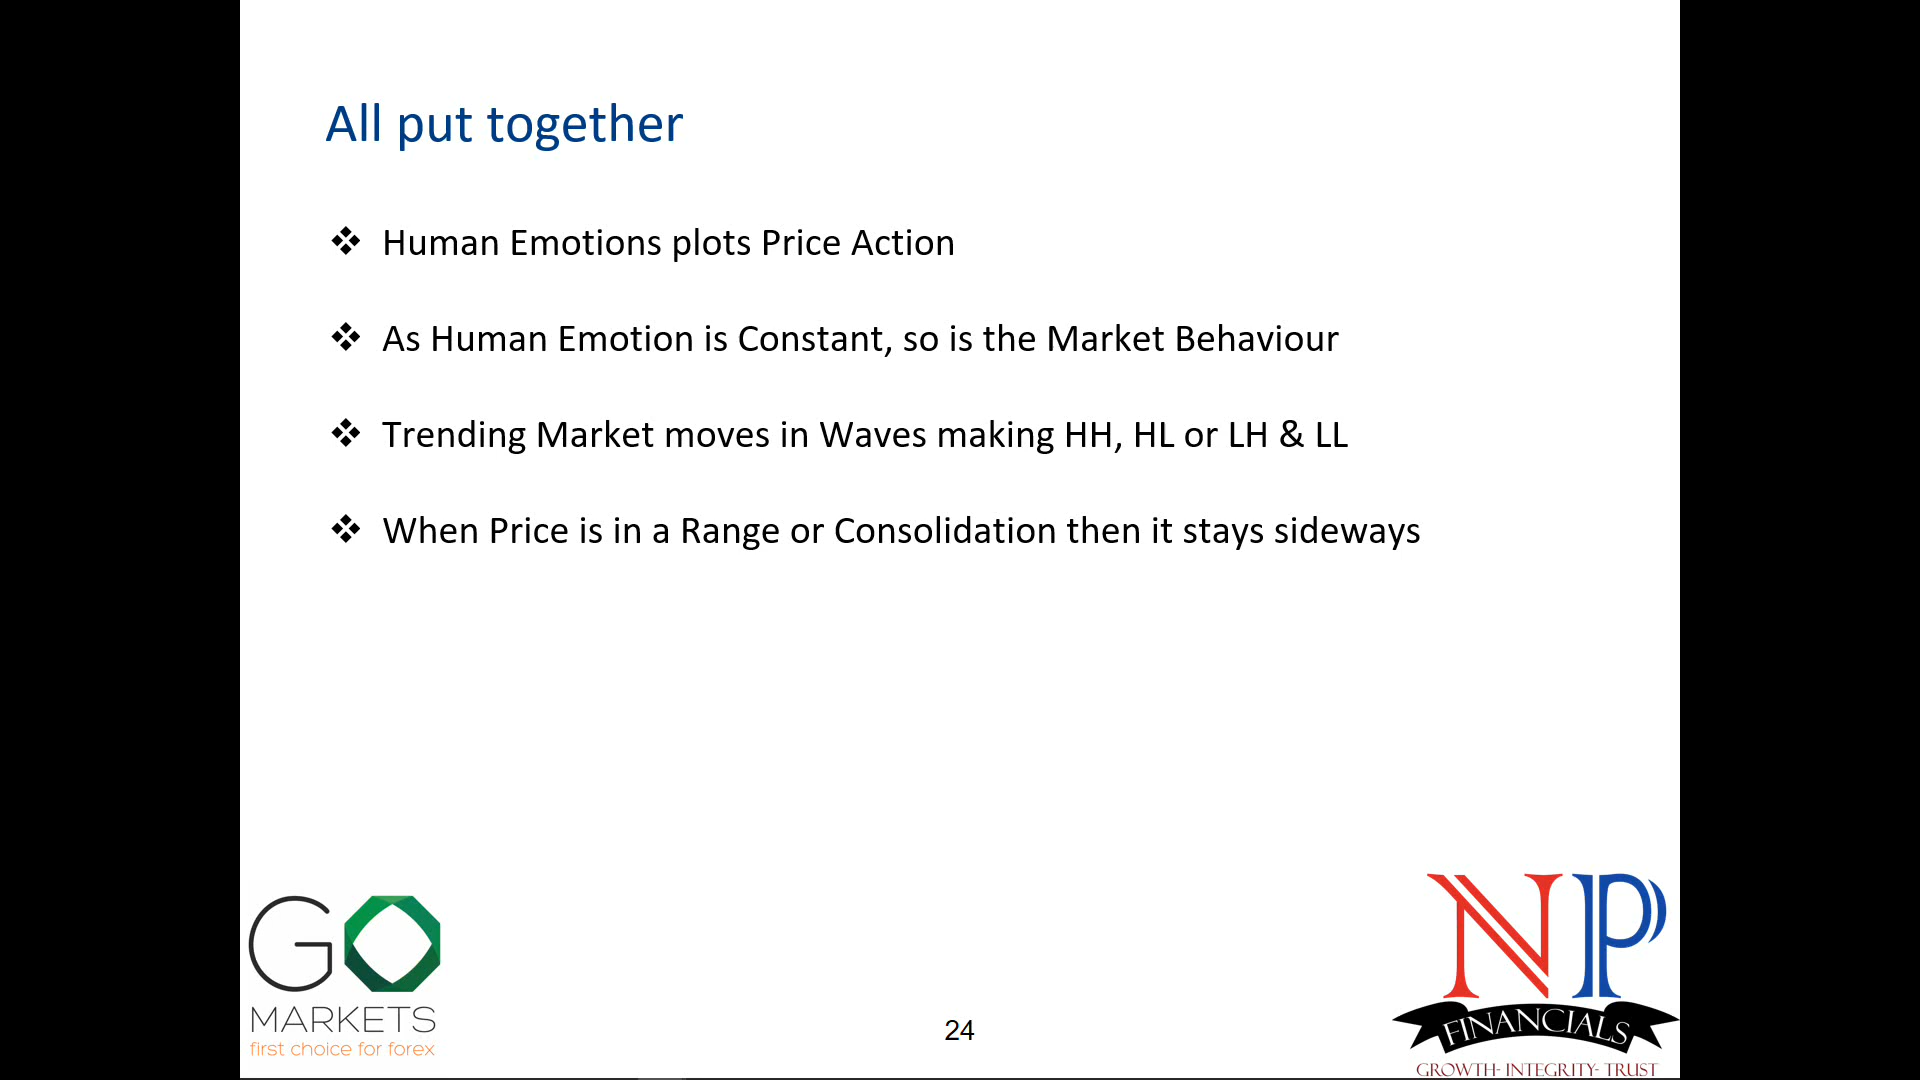 All put together
❖ Human Emotions plots Price Action
❖ As Human Emotion is Constant, so is the Market Behaviour
❖ Trending Market moves in Waves making HH, HL or LH & LL
❖ When Price is in a Range or Consolidation then it stays sideways
GO
MARKETS
first choice for forex
24
NP
FINANCIALS
GROWTH- INTEGRITY- TRUST